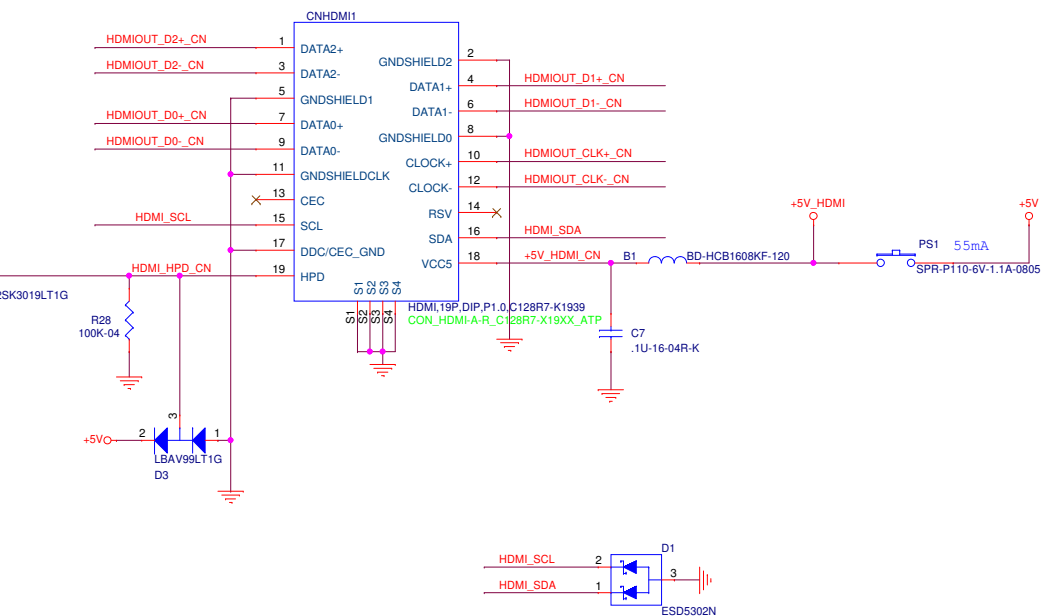 CNHDMI1
HDMIOUT_D2+_CN 1 DATA2+
GNDSHIELD2 2
HDMIOUT_D2-_CN 3 DATA2-
DATA1+ 4 HDMIOUT_D1+_CN
5 GNDSHIELD1
DATA1- 6 HDMIOUT_D1-_CN
HDMIOUT_D0+_CN 7 DATA0+
GNDSHIELD0 8
HDMIOUT_D0-_CN 9 DATA0-
CLOCK+ 10 HDMIOUT_CLK+_CN
11 GNDSHIELDCLK
CLOCK- 12 HDMIOUT_CLK-_CN
13 CEC
RSV 14
+5V_HDMI
+5V
HDMI_SCL 15 SCL
SDA 16 HDMI_SDA
17 DDC/CEC_GND
VCC5 18 +5V_HDMI_CN B1 BD-HCB1608KF-120
PS1 55mA
SPR-P110-6V-1.1A-0805
HDMI_HPD_CN 19 HPD
S1 S2 S3 S4
S1 S2 S3 S4
2SK3019LT1G
HDMI,19P,DIP,P1.0,C128R7-K1939
CON_HDMI-A-R_C128R7-X19XX_ATP
R28
100K-04
C7
.1U-16-04R-K
3
+5V 2 1
LBAV99LT1G
D3
D1
HDMI_SCL 2
3
HDMI_SDA 1
ESD5302N